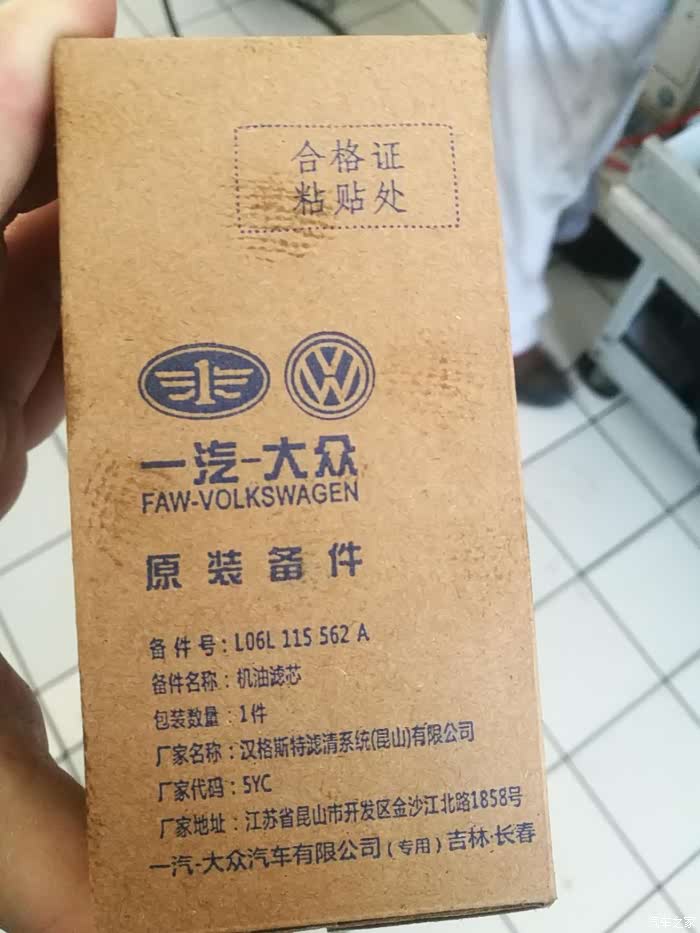 合格证
粘贴处
一汽-大众
FAW-VOLKSWAGEN
原装备件
备件号：L06L 115 562 A
备件名称：机油滤芯
包装数量：1件
厂家名称：汉格斯特滤清系统(昆山)有限公司
厂家代码：5YC
厂家地址：江苏省昆山市开发区金沙江北路1858号
一汽-大众汽车有限公司(专用)吉林·长春
汽车之家